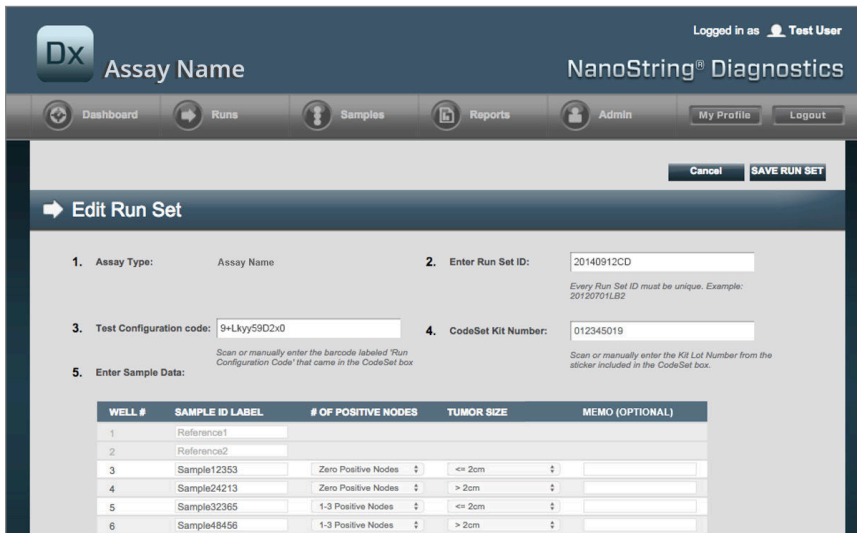 Logged in as Test User
Dx
Assay Name
NanoString® Diagnostics
Dashboard Runs Samples Reports Admin My Profile Logout
Cancel SAVE RUN SET
Edit Run Set
1. Assay Type: Assay Name
2. Enter Run Set ID: 20140912CD
Every Run Set ID must be unique. Example:
20120701LB2
3. Test Configuration code: 9+Lkyy59D2x0
Scan or manually enter the barcode labeled 'Run
Configuration Code' that came in the CodeSet box
4. CodeSet Kit Number: 012345019
Scan or manually enter the Kit Lot Number from the
sticker included in the CodeSet box.
5. Enter Sample Data:
WELL # SAMPLE ID LABEL # OF POSITIVE NODES TUMOR SIZE MEMO (OPTIONAL)
1 Reference1
2 Reference2
3 Sample12353 Zero Positive Nodes <= 2cm
4 Sample24213 Zero Positive Nodes > 2cm
5 Sample32365 1-3 Positive Nodes <= 2cm
6 Sample48456 1-3 Positive Nodes > 2cm